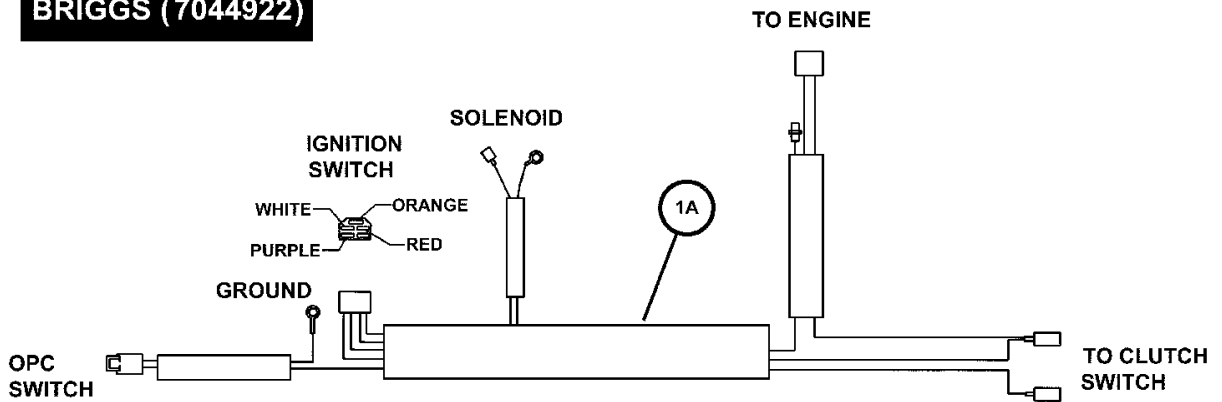 BRIGGS (7044922)
TO ENGINE
SOLENOID
IGNITION
SWITCH
WHITE
ORANGE
1A
PURPLE
RED
GROUND
OPC
SWITCH
TO CLUTCH
SWITCH